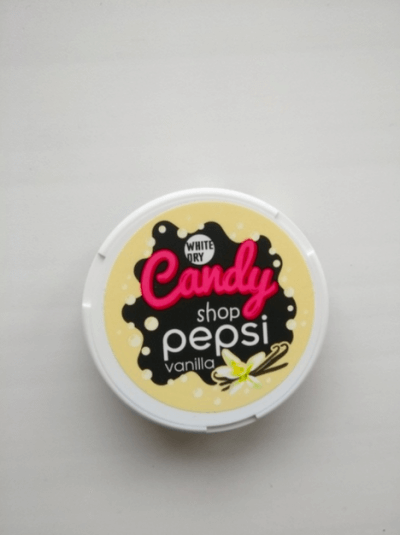 WHITE
DRY
Candy
shop
pepsi
vanilla